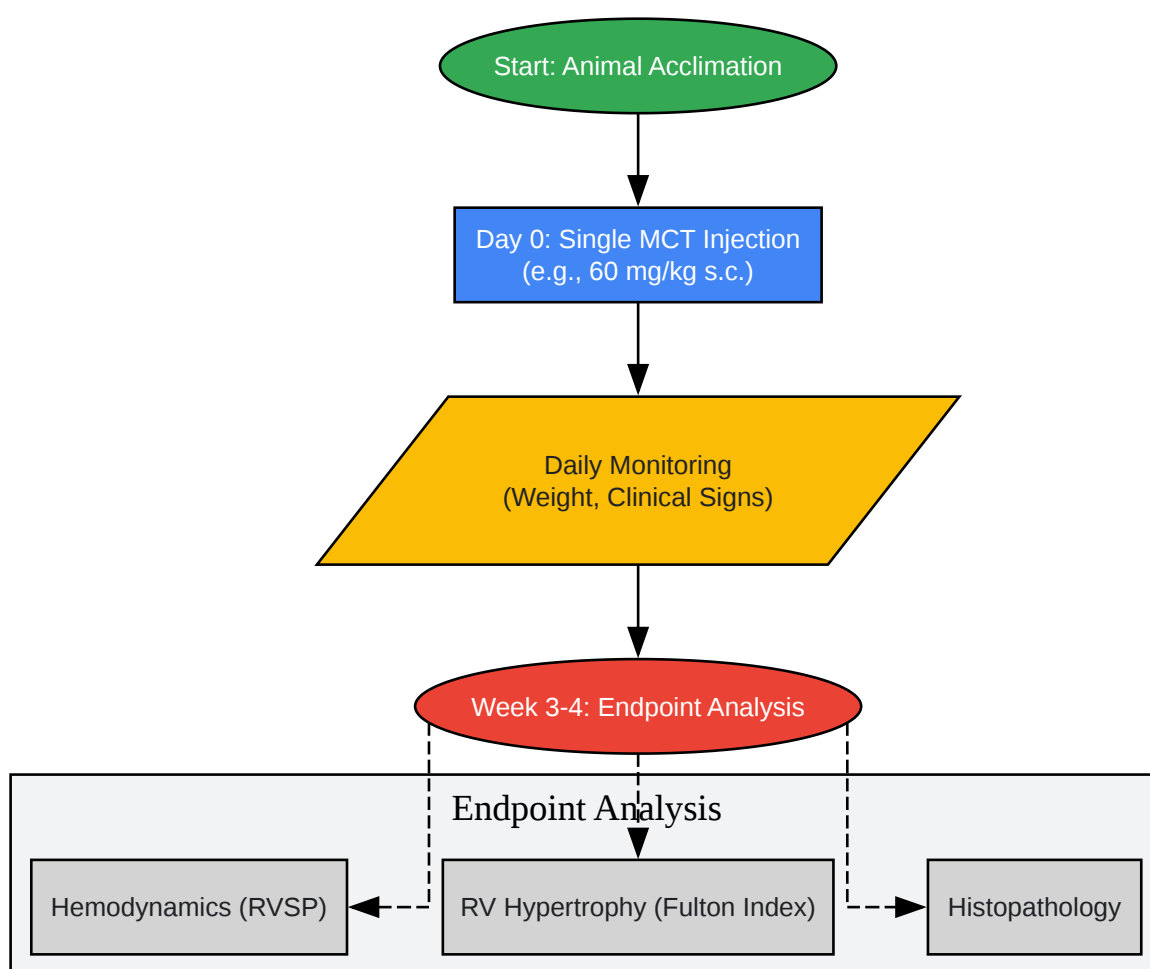 Start: Animal Acclimation
Day 0: Single MCT Injection
(e.g., 60 mg/kg s.c.)
Daily Monitoring
(Weight, Clinical Signs)
Week 3-4: Endpoint Analysis
Endpoint Analysis
Hemodynamics (RVSP)
RV Hypertrophy (Fulton Index)
Histopathology